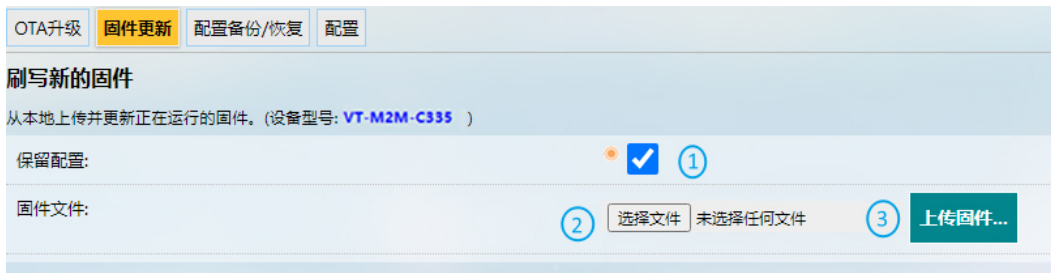 OTA升级 固件更新 配置备份/恢复 配置
刷写新的固件
从本地上传并更新正在运行的固件。(设备型号: VT-M2M-C335 )
保留配置: 1
固件文件: 2 选择文件 未选择任何文件 3 上传固件...